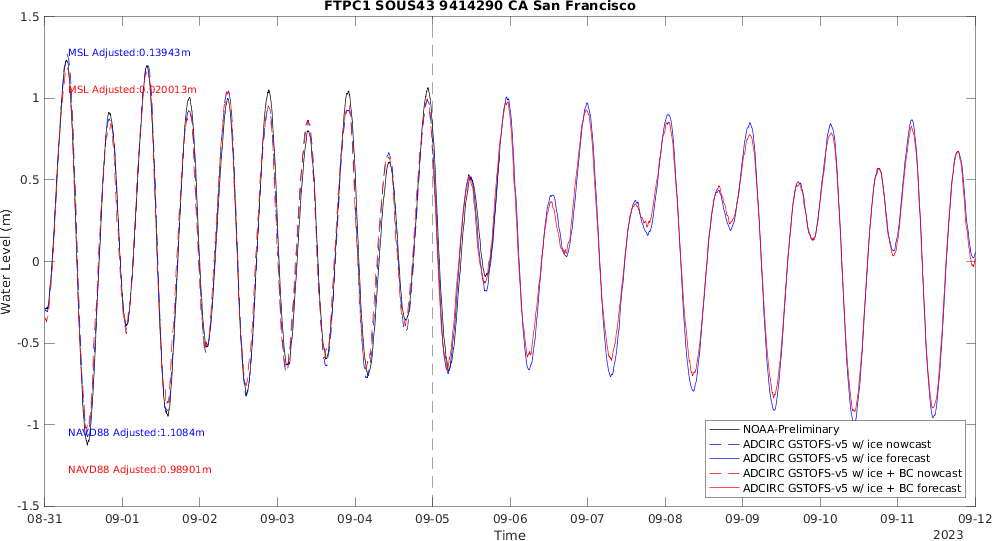 FTPC1 SOUS43 9414290 CA San Francisco
1.5
1
0.5
0
-0.5
-1
-1.5
Water Level (m)
MSL Adjusted:0.13943m
MSL Adjusted:0.020013m
NAVD88 Adjusted:1.1084m
NAVD88 Adjusted:0.98901m
NOAA-Preliminary
ADCIRC GSTOFS-v5 w/ ice nowcast
ADCIRC GSTOFS-v5 w/ ice forecast
ADCIRC GSTOFS-v5 w/ ice + BC nowcast
ADCIRC GSTOFS-v5 w/ ice + BC forecast
08-31 09-01 09-02 09-03 09-04 09-05 09-06 09-07 09-08 09-09 09-10 09-11 09-12
Time
2023